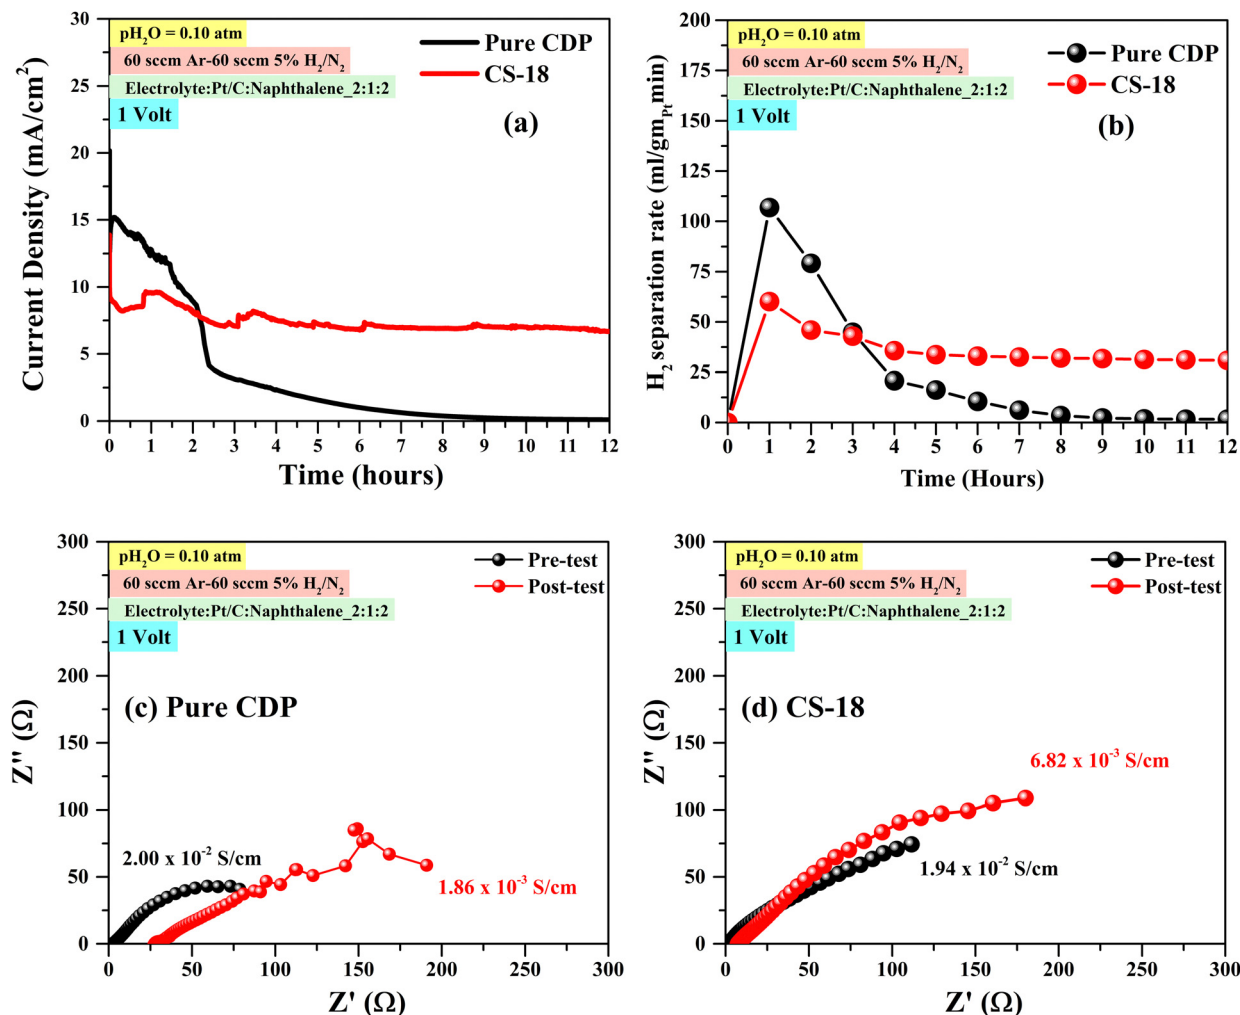 pH₂O = 0.10 atm
60 sccm Ar-60 sccm 5% H₂/N₂
Electrolyte:Pt/C:Naphthalene_2:1:2
1 Volt
Pure CDP
CS-18
(a)
Current Density (mA/cm²)
30
25
20
15
10
5
0
0 1 2 3 4 5 6 7 8 9 10 11 12
Time (hours)
pH₂O = 0.10 atm
60 sccm Ar-60 sccm 5% H₂/N₂
Electrolyte:Pt/C:Naphthalene_2:1:2
1 Volt
Pure CDP
CS-18
(b)
H₂ separation rate (ml/gm_Pt min)
200
175
150
125
100
75
50
25
0
0 1 2 3 4 5 6 7 8 9 10 11 12
Time (Hours)
pH₂O = 0.10 atm
60 sccm Ar-60 sccm 5% H₂/N₂
Electrolyte:Pt/C:Naphthalene_2:1:2
1 Volt
Pre-test
Post-test
(c) Pure CDP
2.00 x 10⁻² S/cm
1.86 x 10⁻³ S/cm
Z'' (Ω)
300
250
200
150
100
50
0
0 50 100 150 200 250 300
Z' (Ω)
pH₂O = 0.10 atm
60 sccm Ar-60 sccm 5% H₂/N₂
Electrolyte:Pt/C:Naphthalene_2:1:2
1 Volt
Pre-test
Post-test
(d) CS-18
6.82 x 10⁻³ S/cm
1.94 x 10⁻² S/cm
Z'' (Ω)
300
250
200
150
100
50
0
0 50 100 150 200 250 300
Z' (Ω)